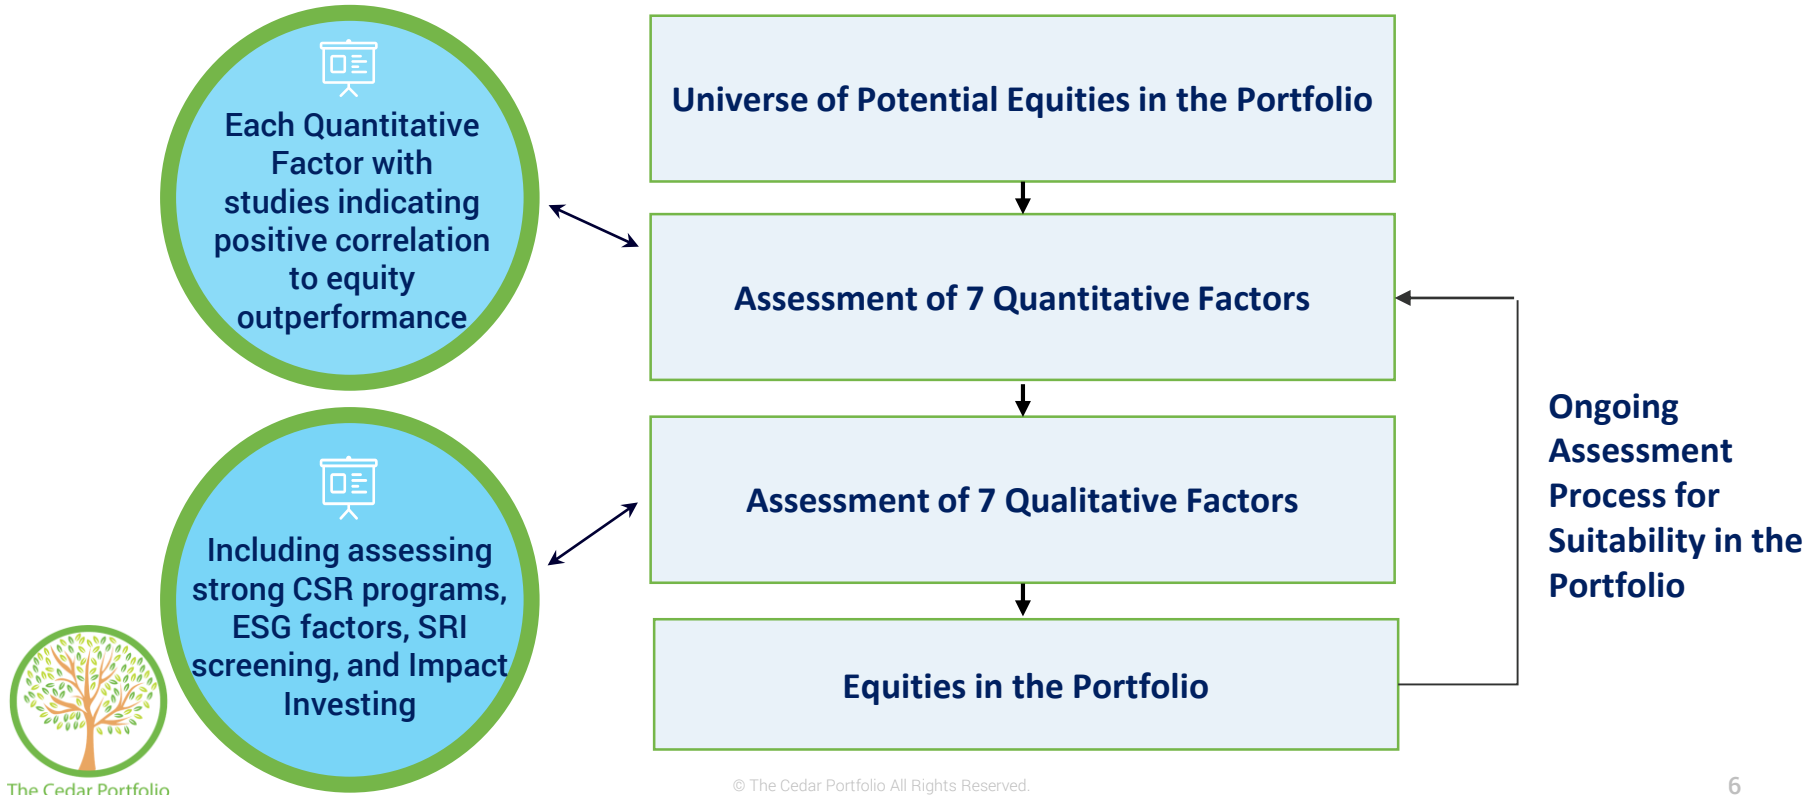 Each Quantitative
Factor with
studies indicating
positive correlation
to equity
outperformance
Including assessing
strong CSR programs,
ESG factors, SRI
screening, and Impact
Investing
Universe of Potential Equities in the Portfolio
Assessment of 7 Quantitative Factors
Assessment of 7 Qualitative Factors
Equities in the Portfolio
Ongoing
Assessment
Process for
Suitability in the
Portfolio
The Cedar Portfolio
© The Cedar Portfolio All Rights Reserved.
6